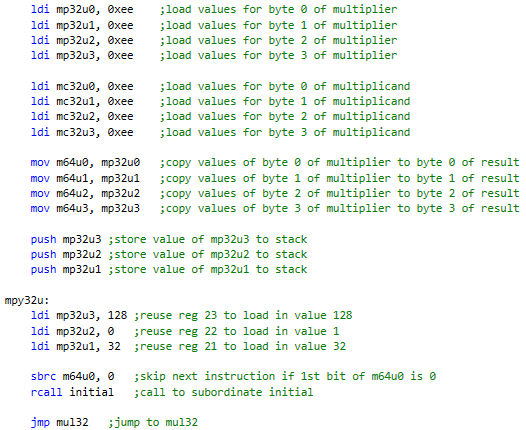 ldi mp32u0, 0xee ;load values for byte 0 of multiplier
ldi mp32u1, 0xee ;load values for byte 1 of multiplier
ldi mp32u2, 0xee ;load values for byte 2 of multiplier
ldi mp32u3, 0xee ;load values for byte 3 of multiplier
ldi mc32u0, 0xee ;load values for byte 0 of multiplicand
ldi mc32u1, 0xee ;load values for byte 1 of multiplicand
ldi mc32u2, 0xee ;load values for byte 2 of multiplicand
ldi mc32u3, 0xee ;load values for byte 3 of multiplicand
mov m64u0, mp32u0 ;copy values of byte 0 of multiplier to byte 0 of result
mov m64u1, mp32u1 ;copy values of byte 1 of multiplier to byte 1 of result
mov m64u2, mp32u2 ;copy values of byte 2 of multiplier to byte 2 of result
mov m64u3, mp32u3 ;copy values of byte 3 of multiplier to byte 3 of result
push mp32u3 ;store value of mp32u3 to stack
push mp32u2 ;store value of mp32u2 to stack
push mp32u1 ;store value of mp32u1 to stack
mpy32u:
ldi mp32u3, 128 ;reuse reg 23 to load in value 128
ldi mp32u2, 0 ;reuse reg 22 to load in value 1
ldi mp32u1, 32 ;reuse reg 21 to load in value 32
sbrc m64u0, 0 ;skip next instruction if 1st bit of m64u0 is 0
rcall initial ;call to subordinate initial
jmp mul32 ;jump to mul32